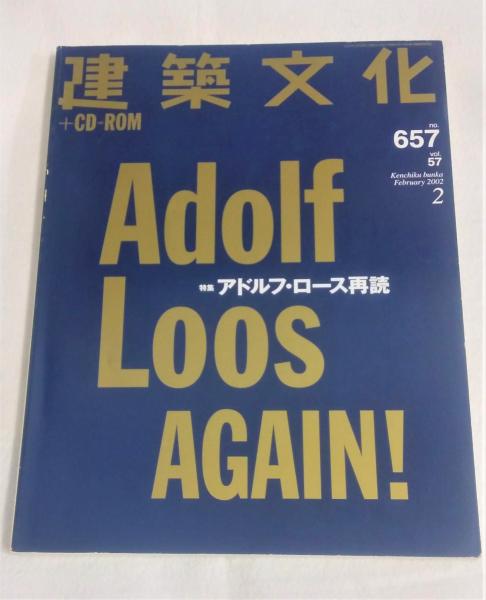 建築文化
+CD-ROM
no.
657
vol.
57
Kenchiku bunka
February 2002
2
Adolf
特集 アドルフ・ロース再読
Loos
AGAIN!